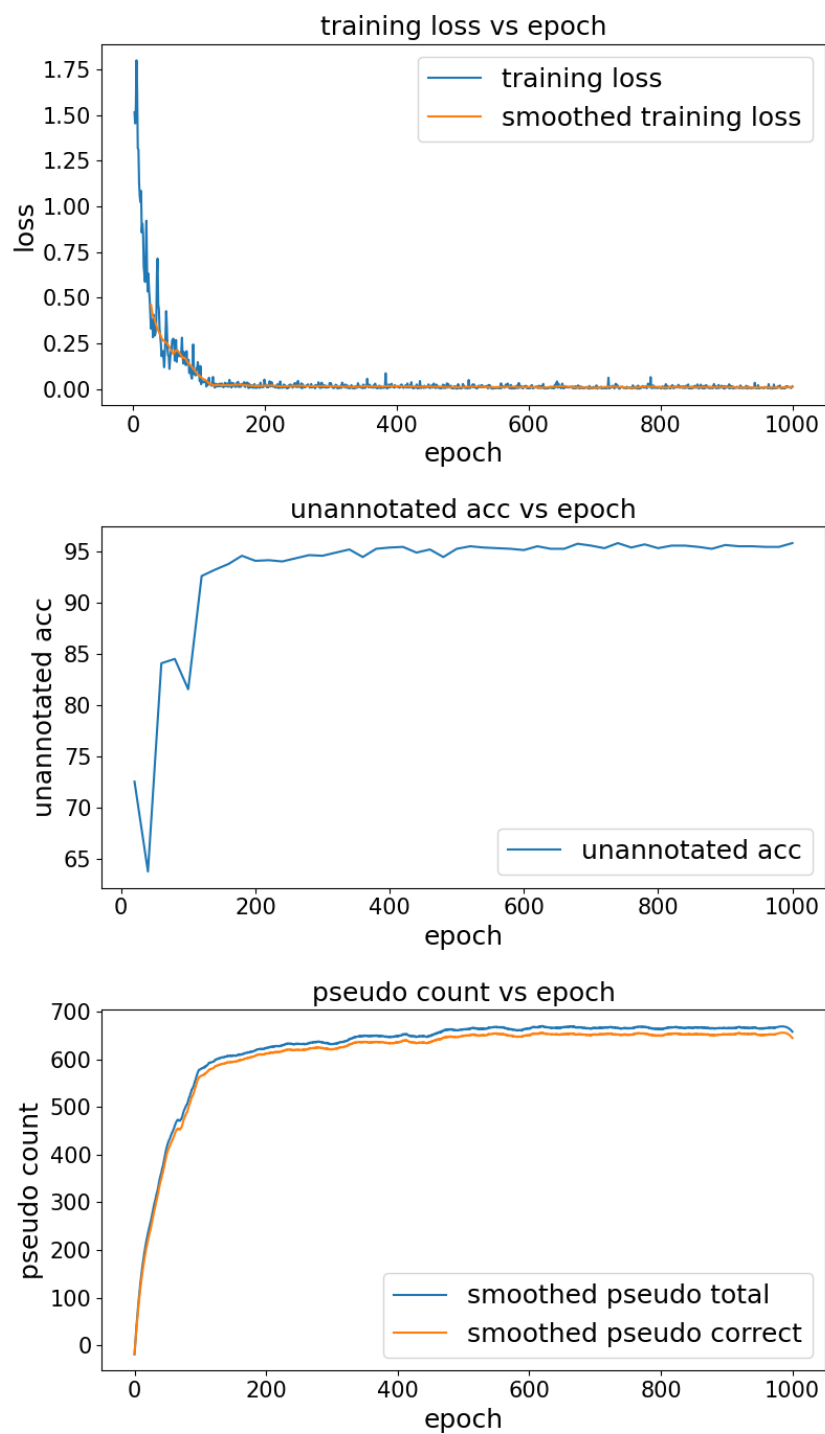 training loss vs epoch
1.75
1.50
1.25
1.00
0.75
0.50
0.25
0.00
loss
training loss
smoothed training loss
0 200 400 600 800 1000
epoch
unannotated acc vs epoch
95
90
85
80
75
70
65
unannotated acc
unannotated acc
0 200 400 600 800 1000
epoch
pseudo count vs epoch
700
600
500
400
300
200
100
0
pseudo count
smoothed pseudo total
smoothed pseudo correct
0 200 400 600 800 1000
epoch